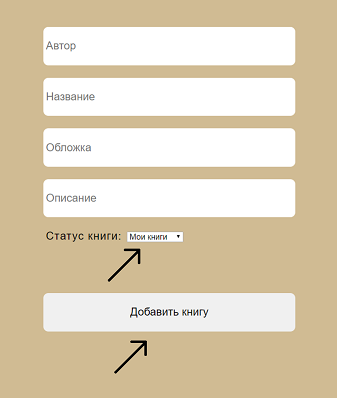 Автор
Название
Обложка
Описание
Статус книги: Мои книги
Добавить книгу